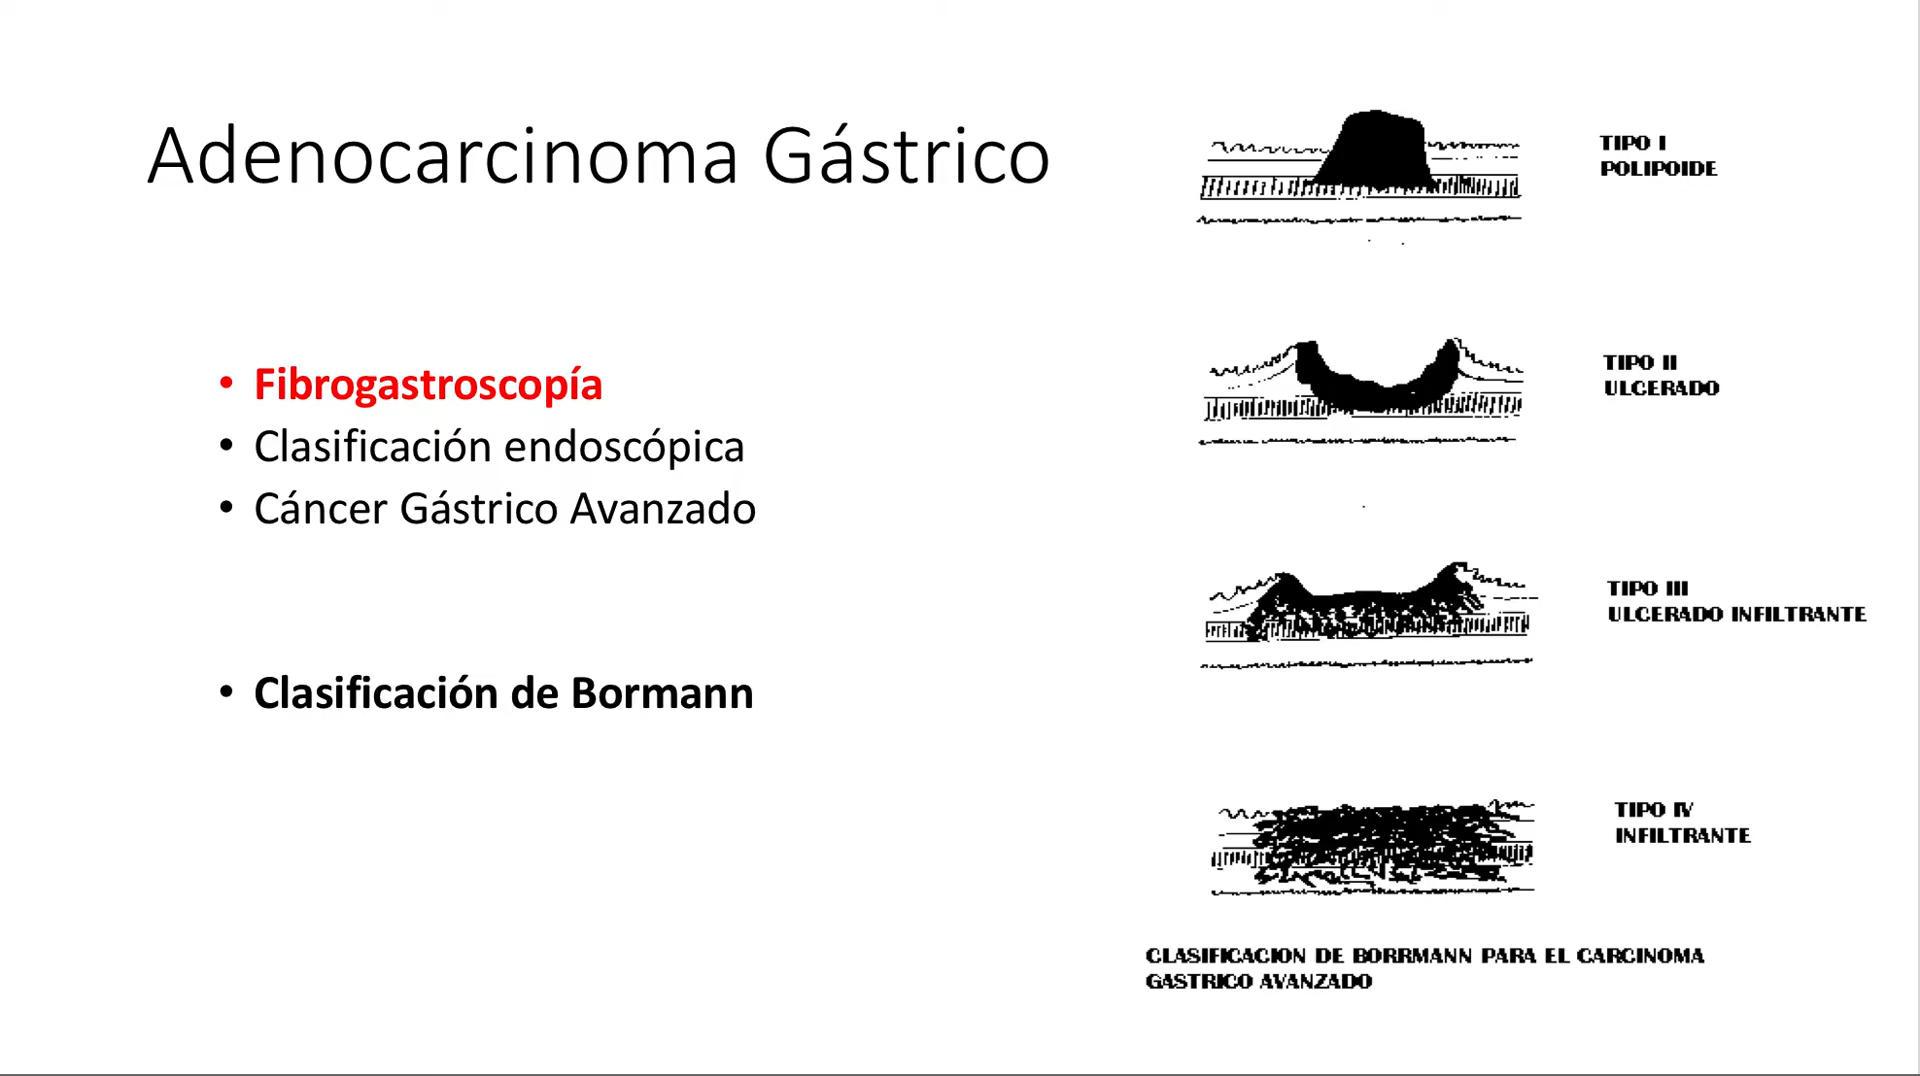 Adenocarcinoma Gástrico
• Fibrogastroscopía
• Clasificación endoscópica
• Cáncer Gástrico Avanzado
• Clasificación de Bormann
TIPO I
POLIPOIDE
TIPO II
ULCERADO
TIPO III
ULCERADO INFILTRANTE
TIPO IV
INFILTRANTE
CLASIFICACION DE BORRMANN PARA EL CARCINOMA
GASTRICO AVANZADO